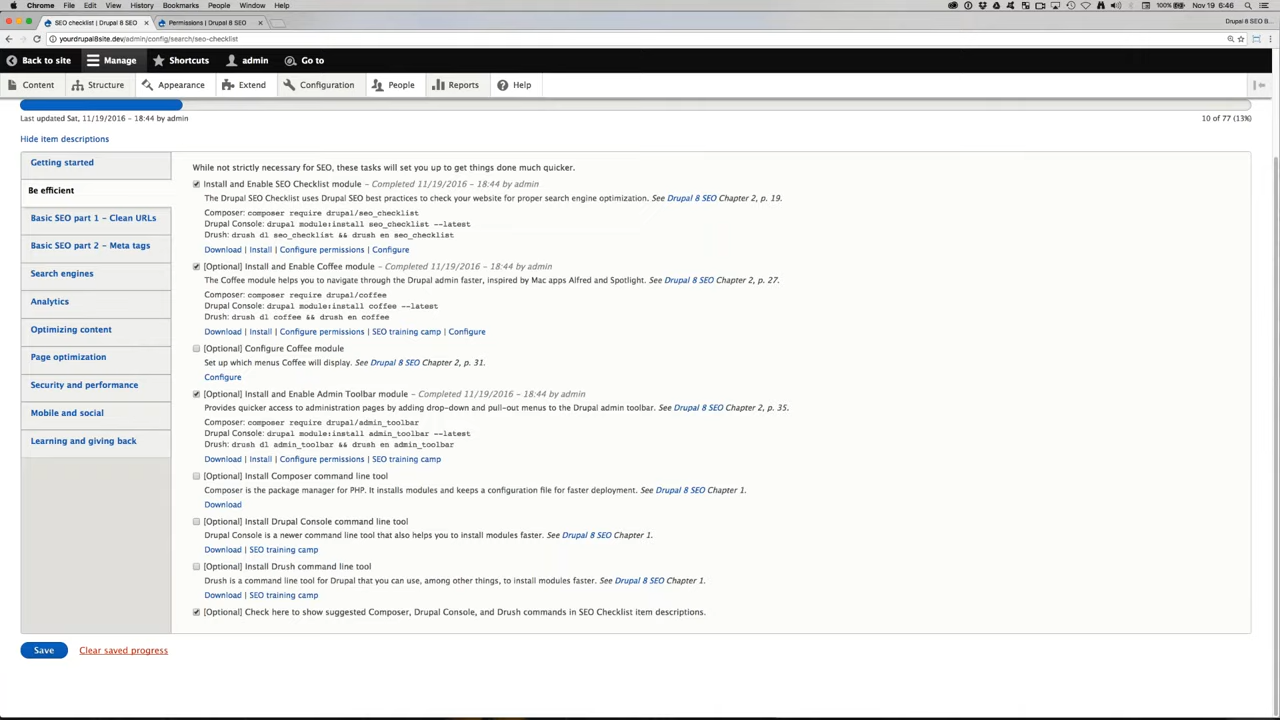 Chrome File Edit View History Bookmarks People Window Help 100% Nov 19 6:46
SEO checklist | Drupal 8 SEO × Permissions | Drupal 8 SEO × Drupal 8 SEO B...
yourdrupal8site.dev/admin/config/search/seo-checklist
Back to site Manage Shortcuts admin Go to
Content Structure Appearance Extend Configuration People Reports Help
Last updated Sat, 11/19/2016 - 18:44 by admin 10 of 77 (13%)
Hide item descriptions
Getting started
Be efficient
Basic SEO part 1 - Clean URLs
Basic SEO part 2 - Meta tags
Search engines
Analytics
Optimizing content
Page optimization
Security and performance
Mobile and social
Learning and giving back
While not strictly necessary for SEO, these tasks will set you up to get things done much quicker.
Install and Enable SEO Checklist module - Completed 11/19/2016 - 18:44 by admin
The Drupal SEO Checklist uses Drupal SEO best practices to check your website for proper search engine optimization. See Drupal 8 SEO Chapter 2, p. 19.
Composer: composer require drupal/seo_checklist
Drupal Console: drupal module:install seo_checklist --latest
Drush: drush dl seo_checklist && drush en seo_checklist
Download | Install | Configure permissions | Configure
[Optional] Install and Enable Coffee module - Completed 11/19/2016 - 18:44 by admin
The Coffee module helps you to navigate through the Drupal admin faster, inspired by Mac apps Alfred and Spotlight. See Drupal 8 SEO Chapter 2, p. 27.
Composer: composer require drupal/coffee
Drupal Console: drupal module:install coffee --latest
Drush: drush dl coffee && drush en coffee
Download | Install | Configure permissions | SEO training camp | Configure
[Optional] Configure Coffee module
Set up which menus Coffee will display. See Drupal 8 SEO Chapter 2, p. 31.
Configure
[Optional] Install and Enable Admin Toolbar module - Completed 11/19/2016 - 18:44 by admin
Provides quicker access to administration pages by adding drop-down and pull-out menus to the Drupal admin toolbar. See Drupal 8 SEO Chapter 2, p. 35.
Composer: composer require drupal/admin_toolbar
Drupal Console: drupal module:install admin_toolbar --latest
Drush: drush dl admin_toolbar && drush en admin_toolbar
Download | Install | Configure permissions | SEO training camp
[Optional] Install Composer command line tool
Composer is the package manager for PHP. It installs modules and keeps a configuration file for faster deployment. See Drupal 8 SEO Chapter 1.
Download
[Optional] Install Drupal Console command line tool
Drupal Console is a newer command line tool that also helps you to install modules faster. See Drupal 8 SEO Chapter 1.
Download | SEO training camp
[Optional] Install Drush command line tool
Drush is a command line tool for Drupal that you can use, among other things, to install modules faster. See Drupal 8 SEO Chapter 1.
Download | SEO training camp
[Optional] Check here to show suggested Composer, Drupal Console, and Drush commands in SEO Checklist item descriptions.
Save Clear saved progress